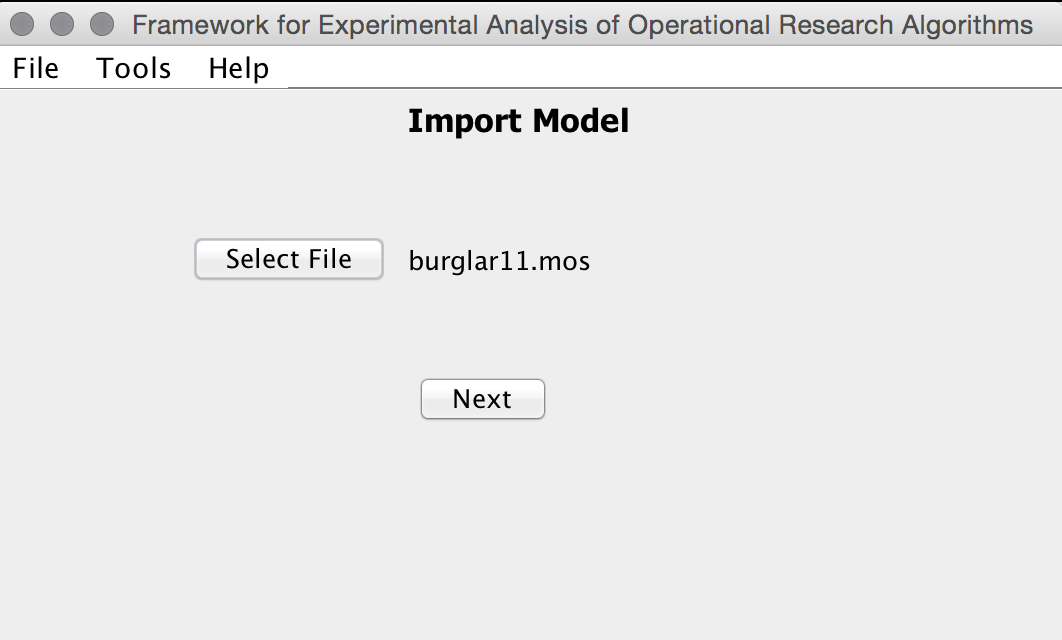 Framework for Experimental Analysis of Operational Research Algorithms
File Tools Help
Import Model
Select File burglar11.mos
Next